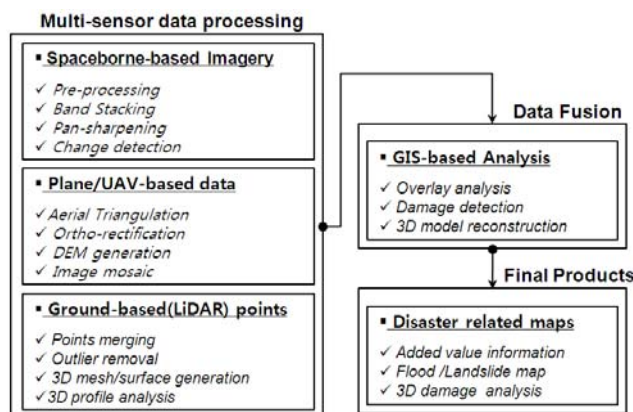 Multi-sensor data processing
▪ Spaceborne-based Imagery
✓ Pre-processing
✓ Band Stacking
✓ Pan-sharpening
✓ Change detection
▪ Plane/UAV-based data
✓ Aerial Triangulation
✓ Ortho-rectification
✓ DEM generation
✓ Image mosaic
▪ Ground-based(LiDAR) points
✓ Points merging
✓ Outlier removal
✓ 3D mesh/surface generation
✓ 3D profile analysis
Data Fusion
▪ GIS-based Analysis
✓ Overlay analysis
✓ Damage detection
✓ 3D model reconstruction
Final Products
▪ Disaster related maps
✓ Added value information
✓ Flood /Landslide map
✓ 3D damage analysis